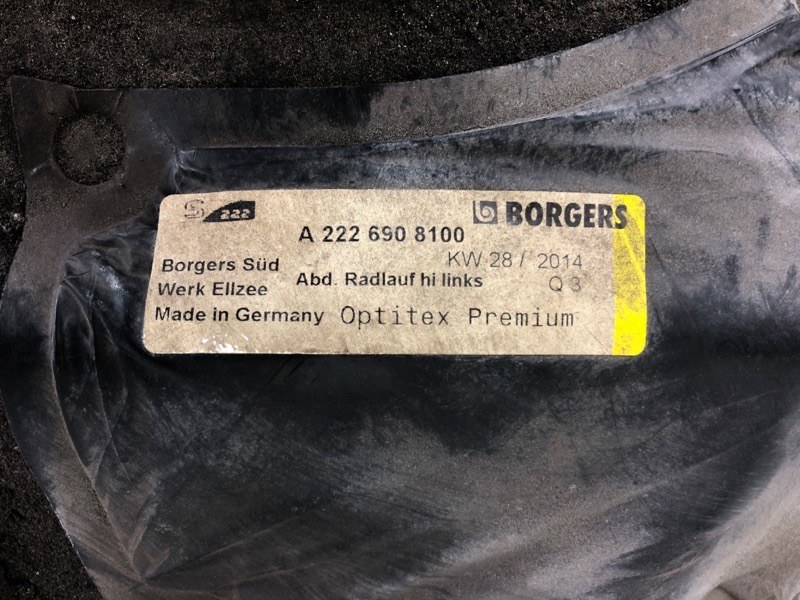 S 222
BORGERS
A 222 690 8100
KW 28 / 2014
Borgers Süd
Abd. Radlauf hi links
Q 3
Werk Ellzee
Made in Germany Optitex Premium